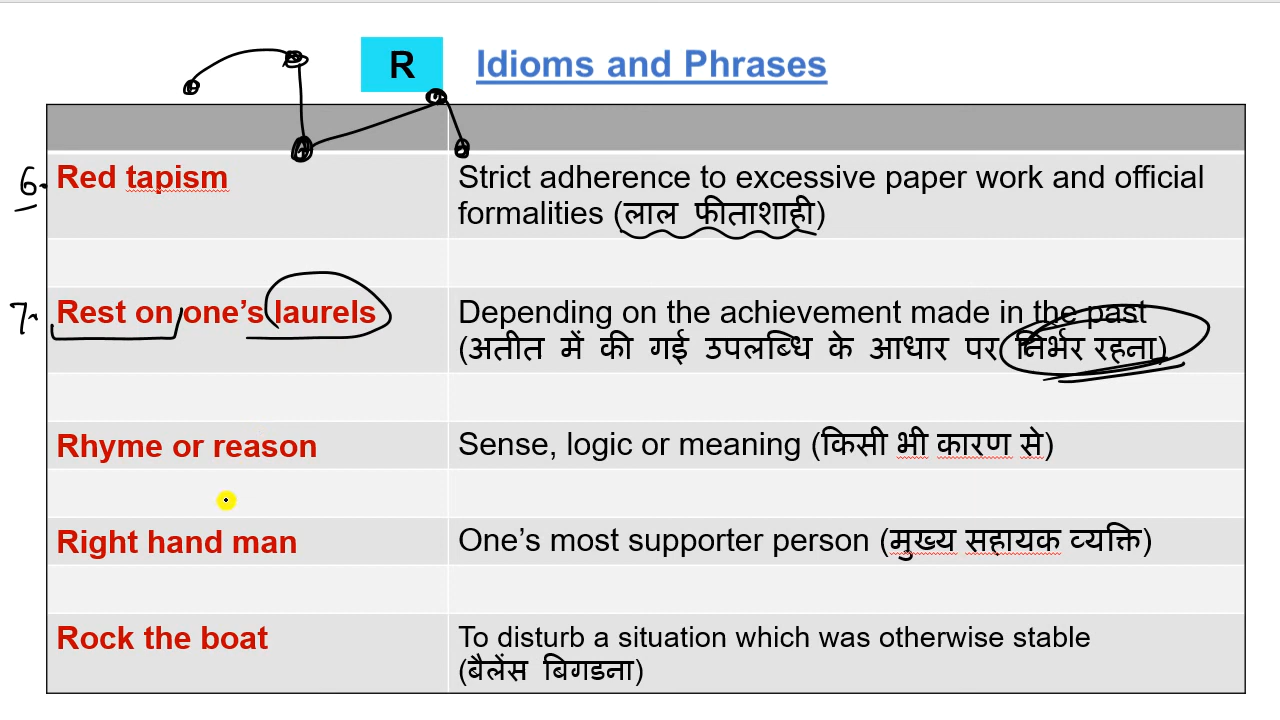 R Idioms and Phrases
6. Red tapism
Strict adherence to excessive paper work and official
formalities (लाल फीताशाही)
7. Rest on one's laurels
Depending on the achievement made in the past
(अतीत में की गई उपलब्धि के आधार पर निर्भर रहना)
Rhyme or reason
Sense, logic or meaning (किसी भी कारण से)
Right hand man
One's most supporter person (मुख्य सहायक व्यक्ति)
Rock the boat
To disturb a situation which was otherwise stable
(बैलेंस बिगडना)